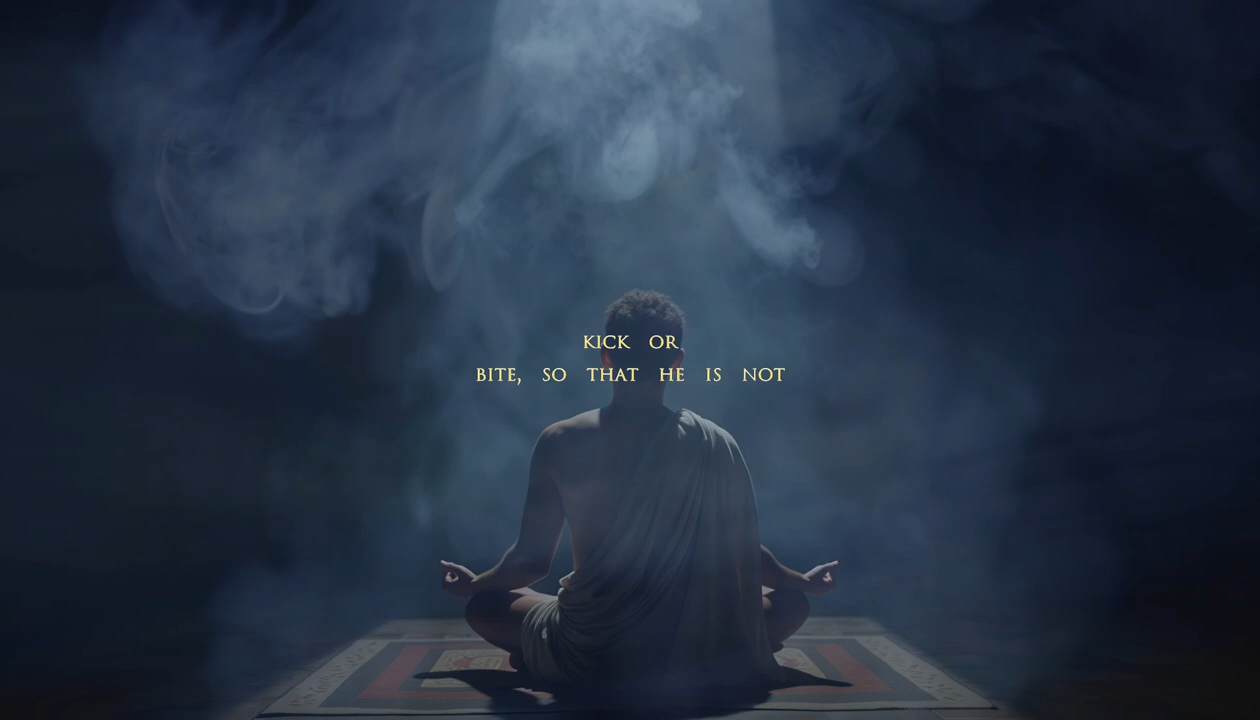 KICK OR
BITE, SO THAT HE IS NOT